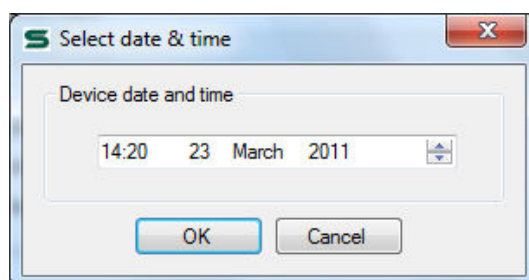 Select date & time
Device date and time
14:20 23 March 2011
OK Cancel